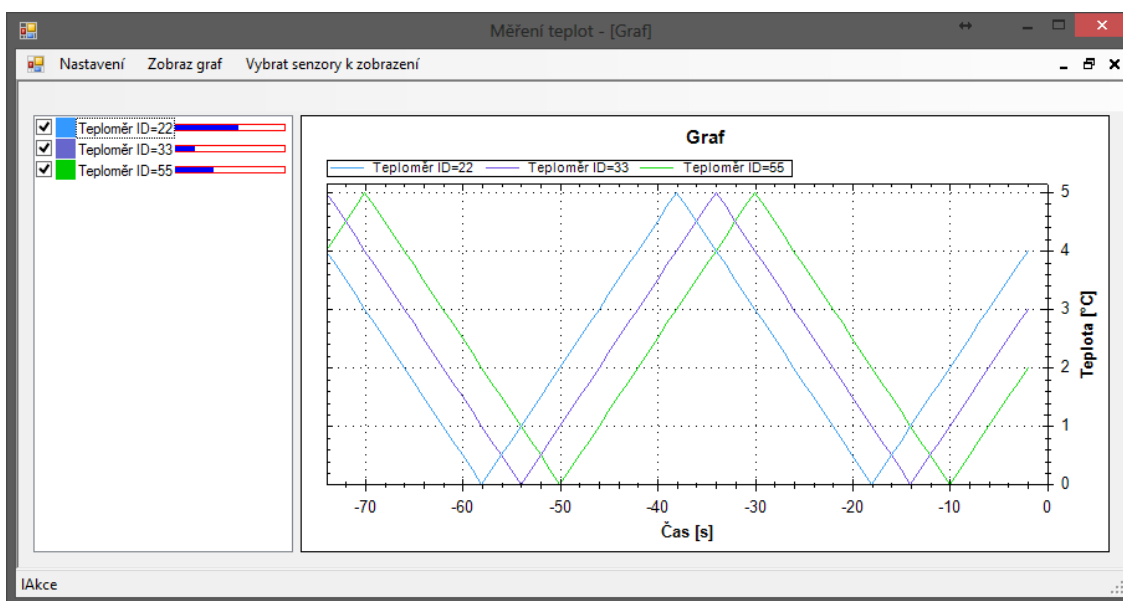 Měření teplot - [Graf]
Nastavení Zobraz graf Vybrat senzory k zobrazení
Teploměr ID=22
Teploměr ID=33
Teploměr ID=55
Graf
Teploměr ID=22 Teploměr ID=33 Teploměr ID=55
5
4
3
2
1
0
Teplota [°C]
-70 -60 -50 -40 -30 -20 -10 0
Čas [s]
lAkce